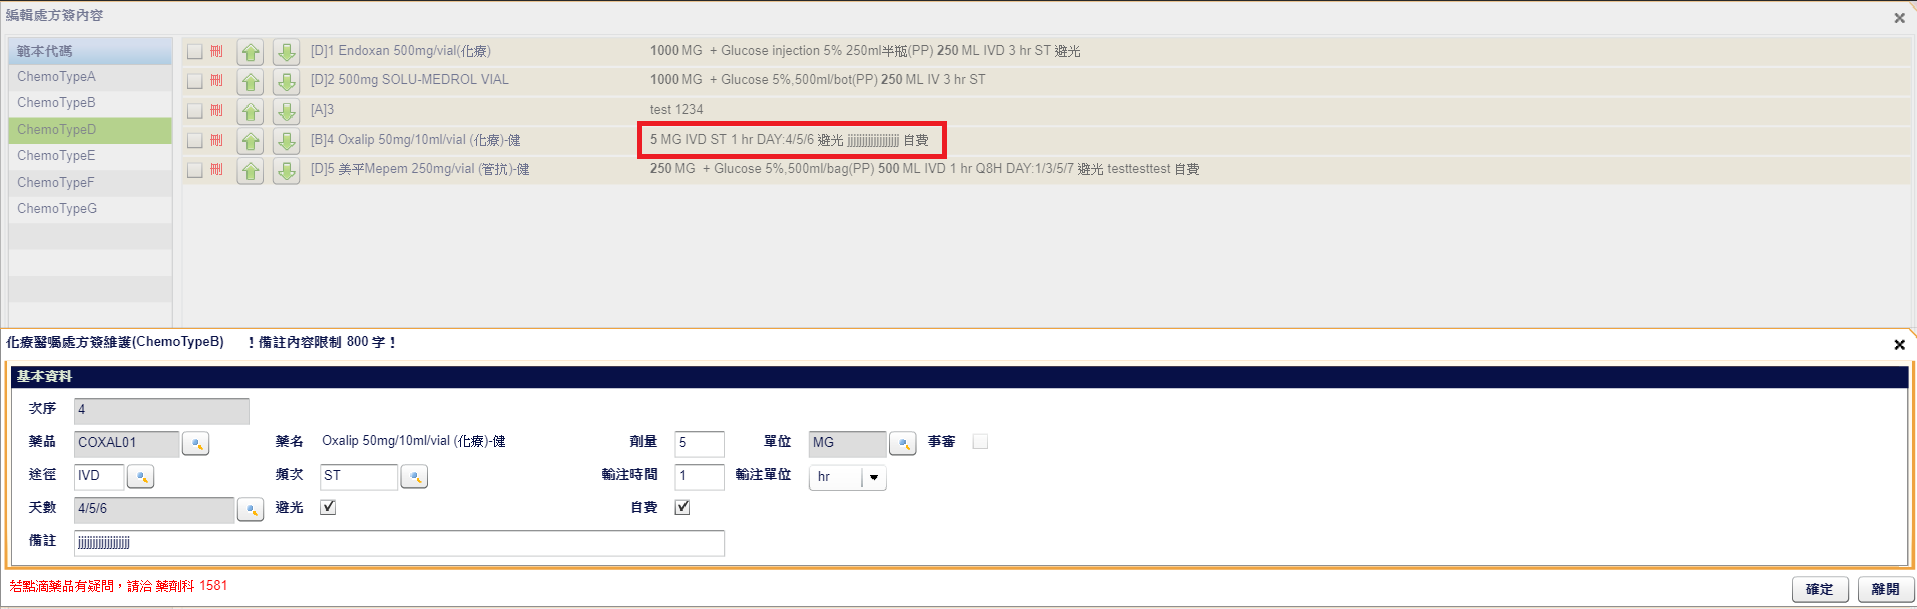 編輯處方簽內容
範本代碼
ChemoTypeA
ChemoTypeB
ChemoTypeD
ChemoTypeE
ChemoTypeF
ChemoTypeG
刪 [D]1 Endoxan 500mg/vial(化療) 1000 MG + Glucose injection 5% 250ml半瓶(PP) 250 ML IVD 3 hr ST 避光
刪 [D]2 500mg SOLU-MEDROL VIAL 1000 MG + Glucose 5%,500ml/bot(PP) 250 ML IV 3 hr ST
刪 [A]3 test 1234
刪 [B]4 Oxalip 50mg/10ml/vial (化療)-健 5 MG IVD ST 1 hr DAY:4/5/6 避光 jjjjjjjjjjjjjjjjj 自費
刪 [D]5 美平Mepem 250mg/vial (管抗)-健 250 MG + Glucose 5%,500ml/bag(PP) 500 ML IVD 1 hr Q8H DAY:1/3/5/7 避光 testtesttest 自費
化療醫囑處方簽維護(ChemoTypeB) ！備註內容限制 800 字！
基本資料
次序 4
藥品 COXAL01 藥名 Oxalip 50mg/10ml/vial (化療)-健 劑量 5 單位 MG 事審
途徑 IVD 頻次 ST 輸注時間 1 輸注單位 hr
天數 4/5/6 避光 自費
備註 jjjjjjjjjjjjjjjjj
若點滴藥品有疑問，請洽 藥劑科 1581
確定 離開